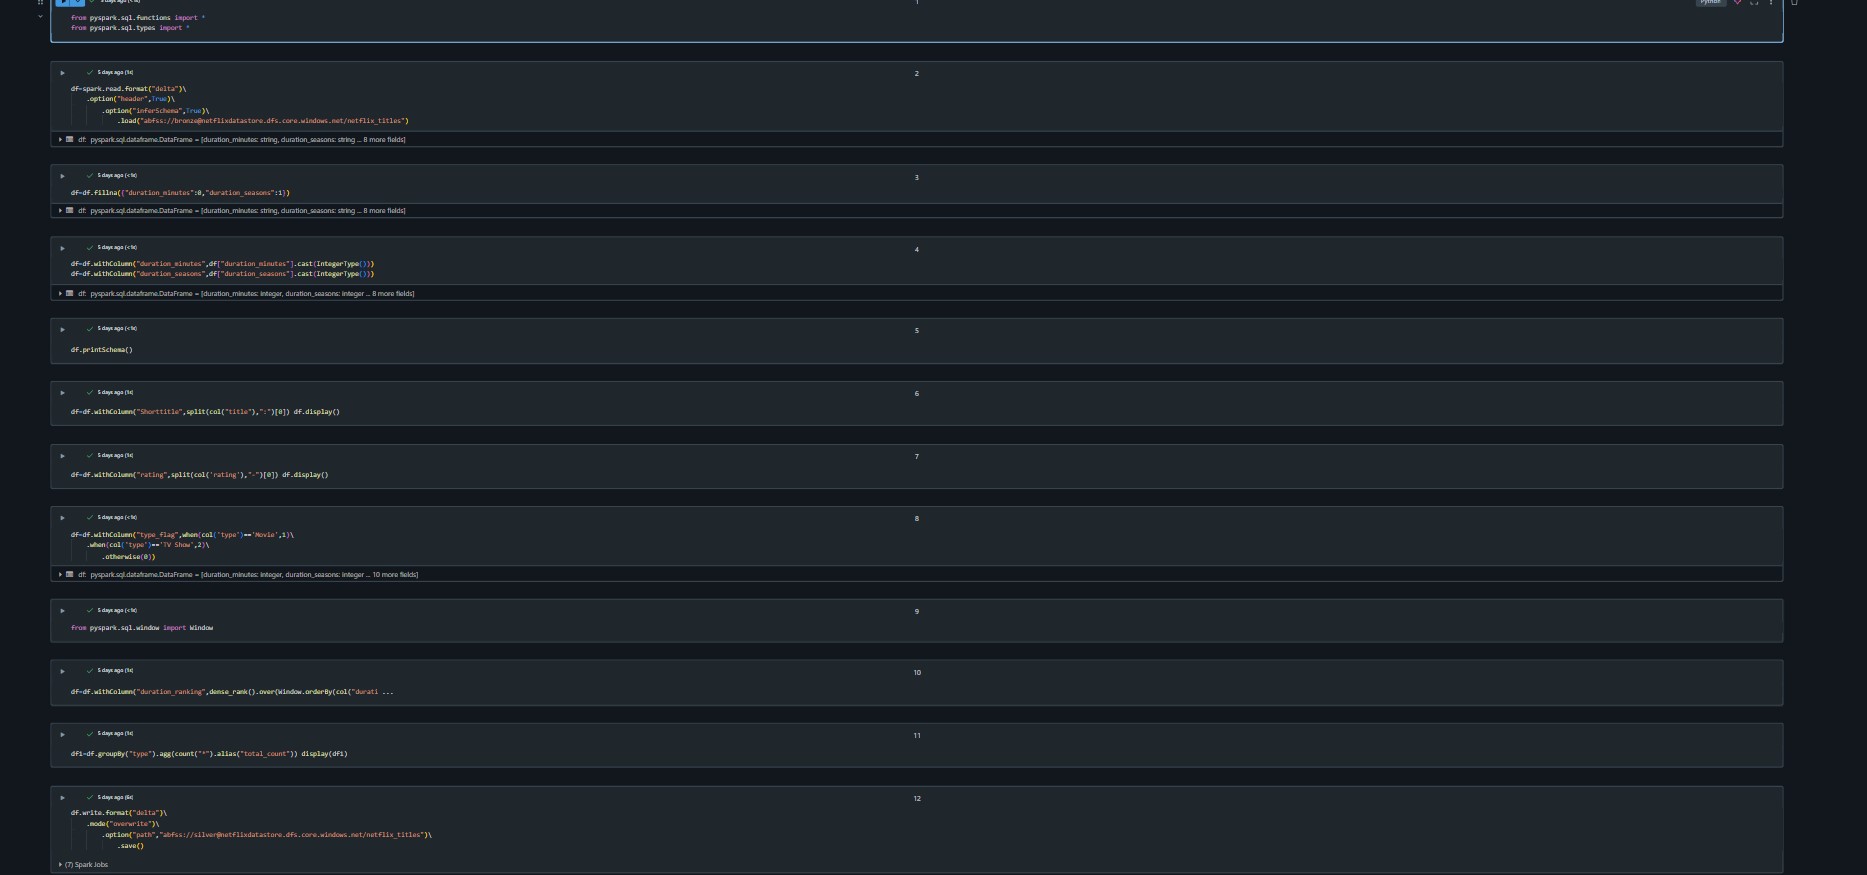 5 days ago (<1s)
1
Python
from pyspark.sql.functions import *
from pyspark.sql.types import *
5 days ago (1s)
2
df=spark.read.format("delta")\
.option("header",True)\
.option("inferSchema",True)\
.load("abfss://bronze@netflixdatastore.dfs.core.windows.net/netflix_titles")
df: pyspark.sql.dataframe.DataFrame = [duration_minutes: string, duration_seasons: string ... 8 more fields]
5 days ago (<1s)
3
df=df.fillna({"duration_minutes":0,"duration_seasons":1})
df: pyspark.sql.dataframe.DataFrame = [duration_minutes: string, duration_seasons: string ... 8 more fields]
5 days ago (<1s)
4
df=df.withColumn("duration_minutes",df["duration_minutes"].cast(IntegerType()))
df=df.withColumn("duration_seasons",df["duration_seasons"].cast(IntegerType()))
df: pyspark.sql.dataframe.DataFrame = [duration_minutes: integer, duration_seasons: integer ... 8 more fields]
5 days ago (<1s)
5
df.printSchema()
5 days ago (1s)
6
df=df.withColumn("Shorttitle",split(col("title"),":")[0]) df.display()
5 days ago (1s)
7
df=df.withColumn("rating",split(col('rating'),"-")[0]) df.display()
5 days ago (<1s)
8
df=df.withColumn("type_flag",when(col('type')=='Movie',1)\
.when(col('type')=='TV Show',2)\
.otherwise(0))
df: pyspark.sql.dataframe.DataFrame = [duration_minutes: integer, duration_seasons: integer ... 10 more fields]
5 days ago (<1s)
9
from pyspark.sql.window import Window
5 days ago (1s)
10
df=df.withColumn("duration_ranking",dense_rank().over(Window.orderBy(col("durati ...
5 days ago (1s)
11
df1=df.groupBy("type").agg(count("*").alias("total_count")) display(df1)
5 days ago (6s)
12
df.write.format("delta")\
.mode("overwrite")\
.option("path","abfss://silver@netflixdatastore.dfs.core.windows.net/netflix_titles")\
.save()
(7) Spark Jobs